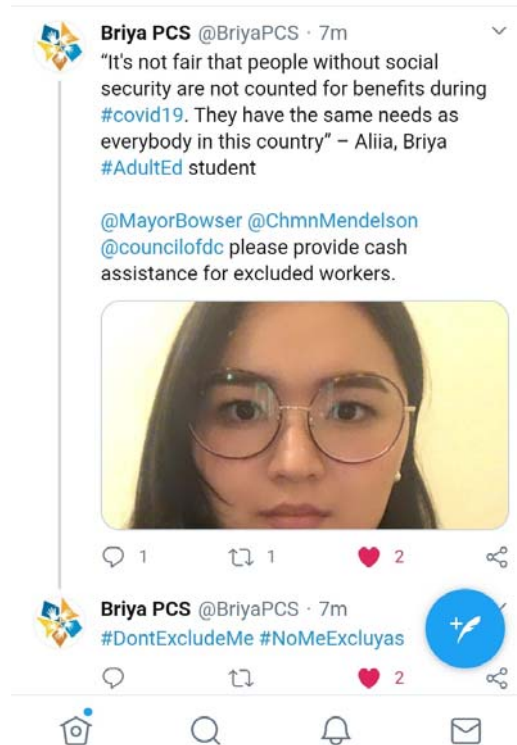 Briya PCS @BriyaPCS · 7m
“It's not fair that people without social
security are not counted for benefits during
#covid19. They have the same needs as
everybody in this country” – Aliia, Briya
#AdultEd student
@MayorBowser @ChmnMendelson
@councilofdc please provide cash
assistance for excluded workers.
1 1 2
Briya PCS @BriyaPCS · 7m
#DontExcludeMe #NoMeExcluyas
2